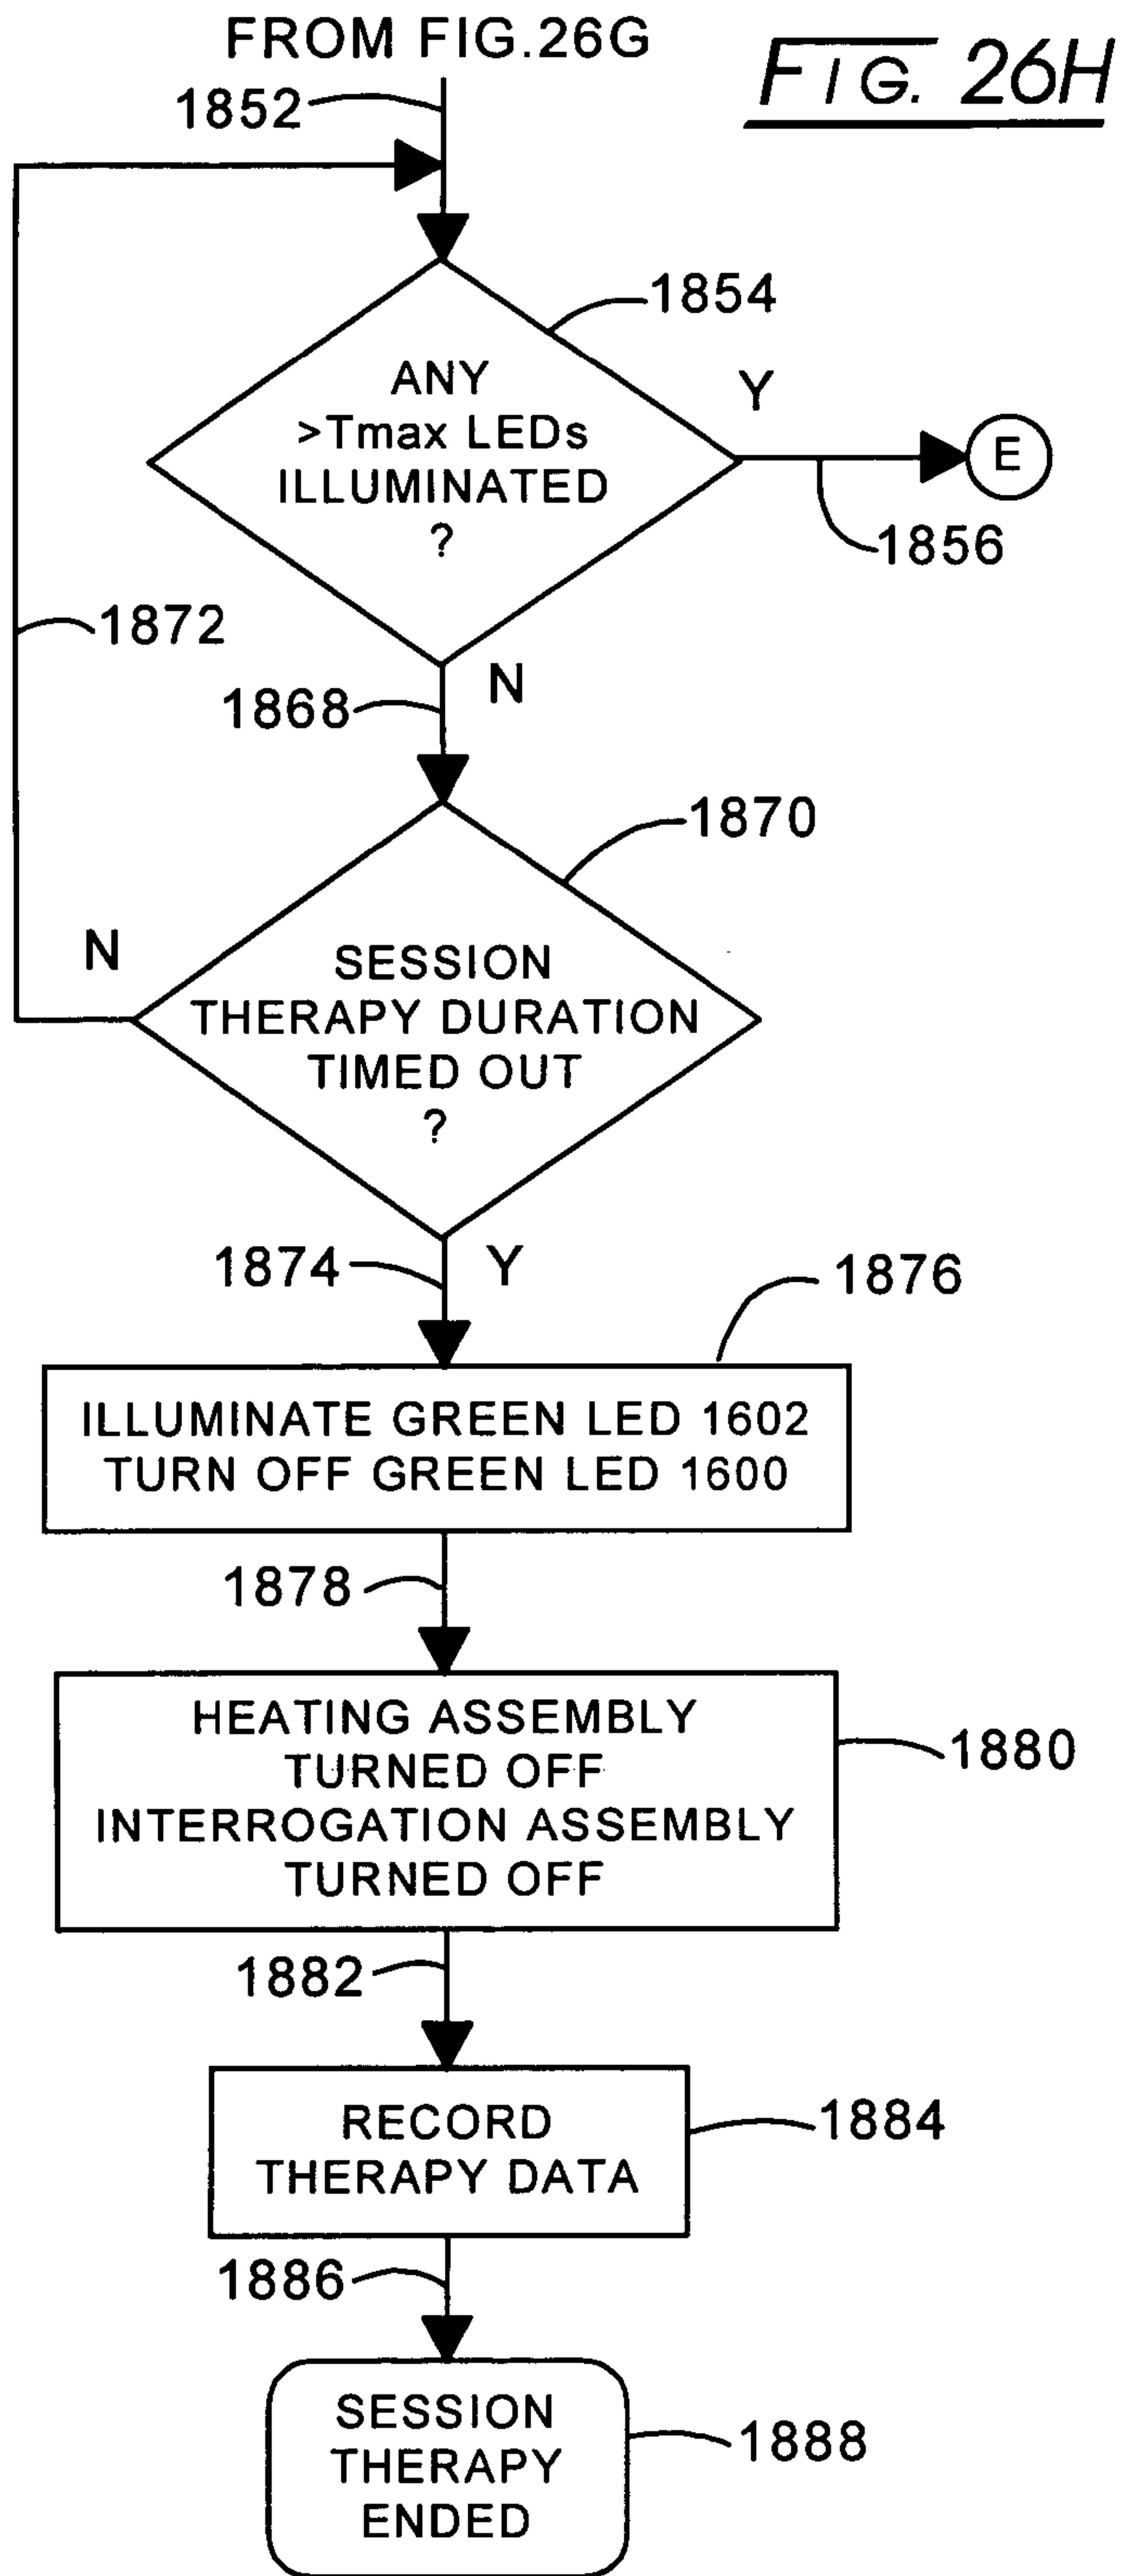 FROM FIG.26G
FIG. 26H
1852
1854
ANY
>Tmax LEDs
ILLUMINATED
?
Y
E
1856
1872
N
1868
1870
SESSION
THERAPY DURATION
TIMED OUT
?
N
1874
Y
1876
ILLUMINATE GREEN LED 1602
TURN OFF GREEN LED 1600
1878
HEATING ASSEMBLY
TURNED OFF
INTERROGATION ASSEMBLY
TURNED OFF
1880
1882
RECORD
THERAPY DATA
1884
1886
SESSION
THERAPY
ENDED
1888